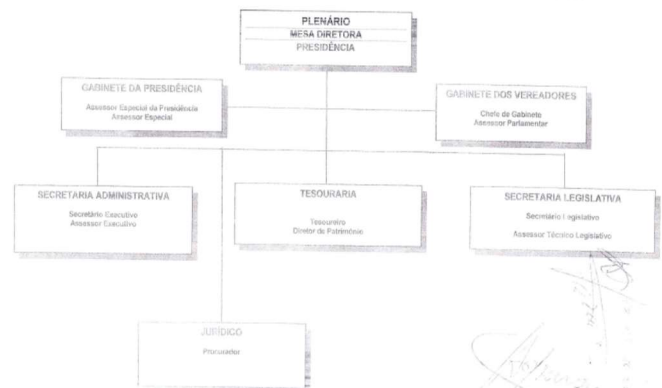 PLENÁRIO
MESA DIRETORA
PRESIDÊNCIA
GABINETE DA PRESIDÊNCIA
Assessor Especial da Presidência
Assessor Especial
GABINETE DOS VEREADORES
Chefe de Gabinete
Assessor Parlamentar
SECRETARIA ADMINISTRATIVA
Secretário Executivo
Assessor Executivo
TESOURARIA
Tesoureiro
Diretor de Patrimônio
SECRETARIA LEGISLATIVA
Secretário Legislativo
Assessor Técnico Legislativo
JURÍDICO
Procurador